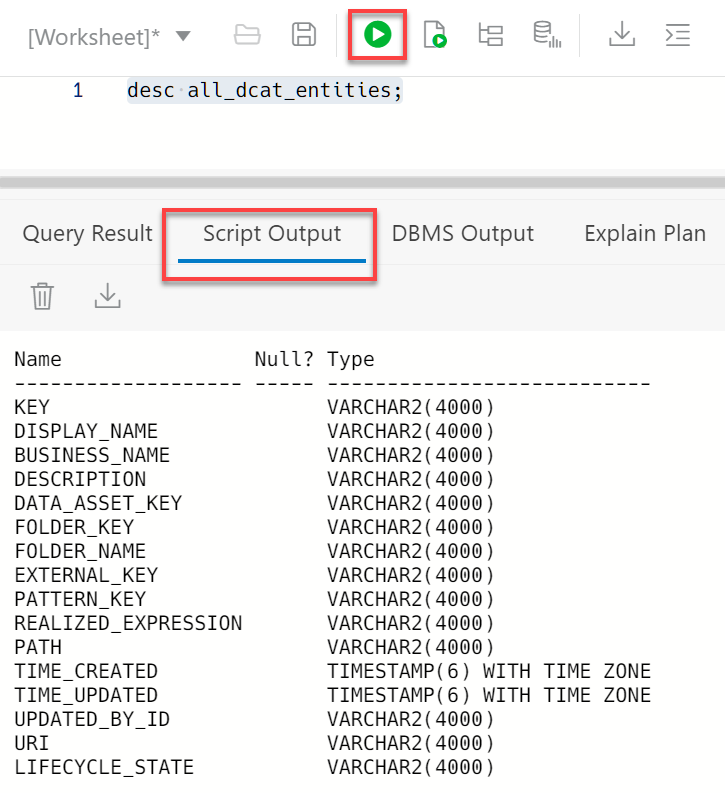 [Worksheet]*
1 desc all_dcat_entities;
Query Result Script Output DBMS Output Explain Plan
Name                Null? Type
------------------- ----- ---------------------------
KEY                       VARCHAR2(4000)
DISPLAY_NAME              VARCHAR2(4000)
BUSINESS_NAME             VARCHAR2(4000)
DESCRIPTION               VARCHAR2(4000)
DATA_ASSET_KEY            VARCHAR2(4000)
FOLDER_KEY                VARCHAR2(4000)
FOLDER_NAME               VARCHAR2(4000)
EXTERNAL_KEY              VARCHAR2(4000)
PATTERN_KEY               VARCHAR2(4000)
REALIZED_EXPRESSION       VARCHAR2(4000)
PATH                      VARCHAR2(4000)
TIME_CREATED              TIMESTAMP(6) WITH TIME ZONE
TIME_UPDATED              TIMESTAMP(6) WITH TIME ZONE
UPDATED_BY_ID             VARCHAR2(4000)
URI                       VARCHAR2(4000)
LIFECYCLE_STATE           VARCHAR2(4000)